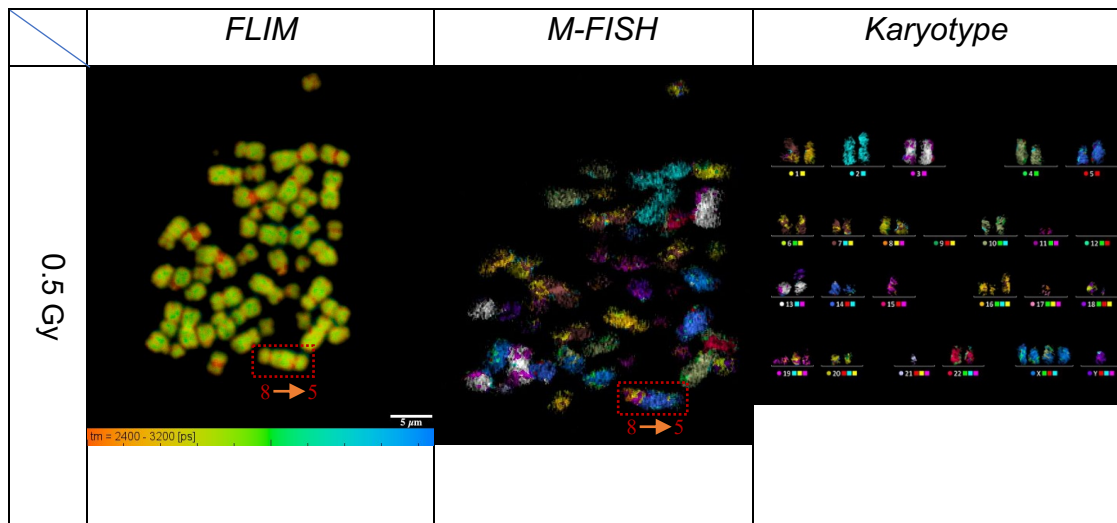 FLIM
M-FISH
Karyotype
0.5 Gy
8 → 5
5 µm
tm = 2400 - 3200 [ps]
8 → 5
1
2
3
4
5
6
7
8
9
10
11
12
13
14
15
16
17
18
19
20
21
22
X
Y